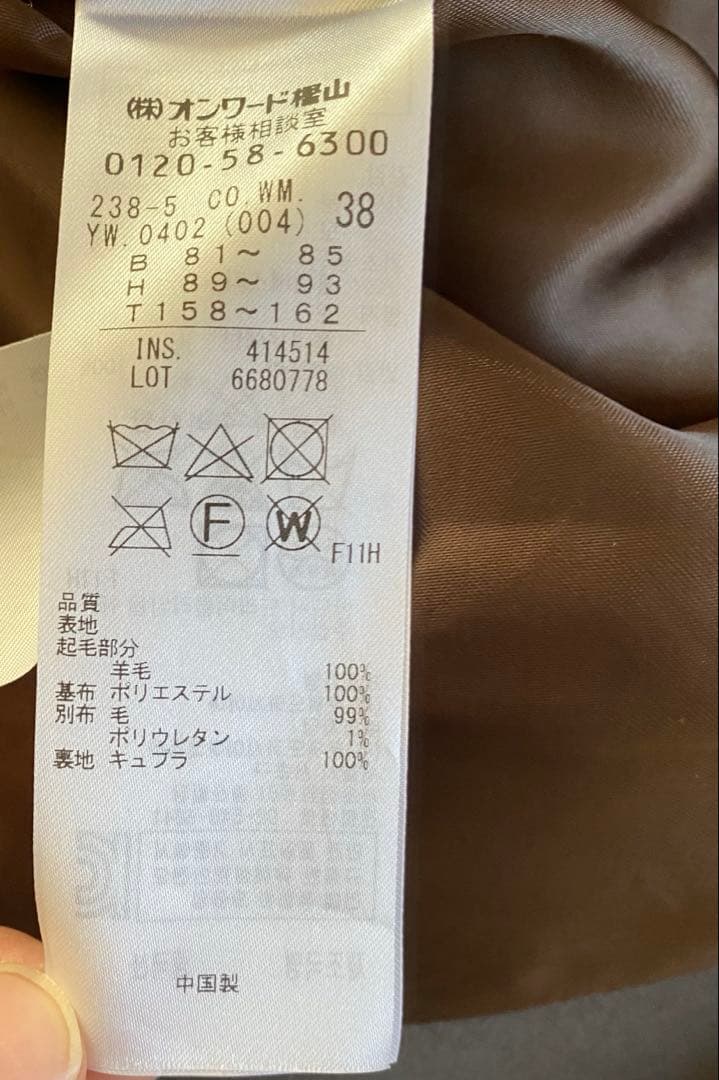 (株)オンワード樫山
お客様相談室
0120-58-6300
238-5 CO.WM. 38
YW.0402 (004)
B 81～ 85
H 89～ 93
T158～162
INS. 414514
LOT 6680778
F W F11H
品質
表地
起毛部分
羊毛 100%
基布 ポリエステル 100%
別布 毛 99%
ポリウレタン 1%
裏地 キュプラ 100%
中国製